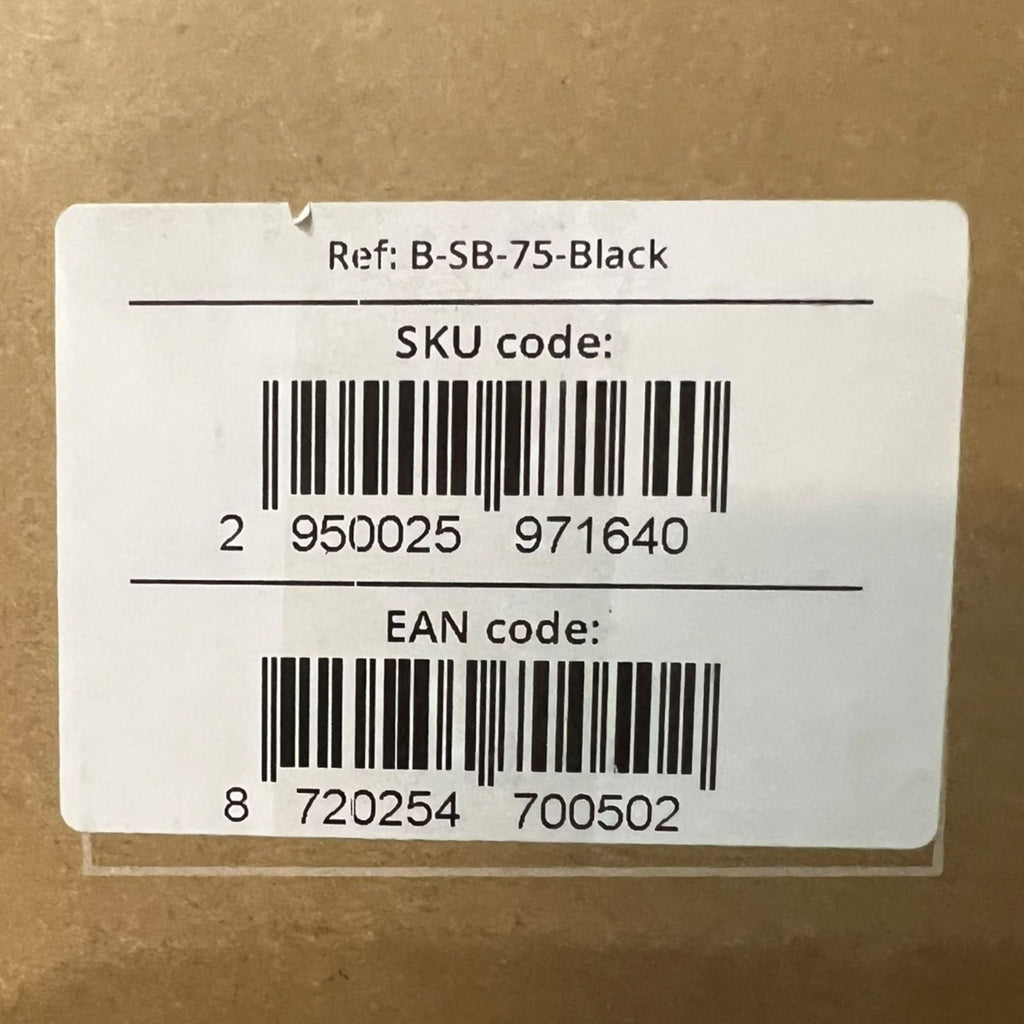 Ref: B-SB-75-Black
SKU code:
2 950025 971640
EAN code:
8 720254 700502